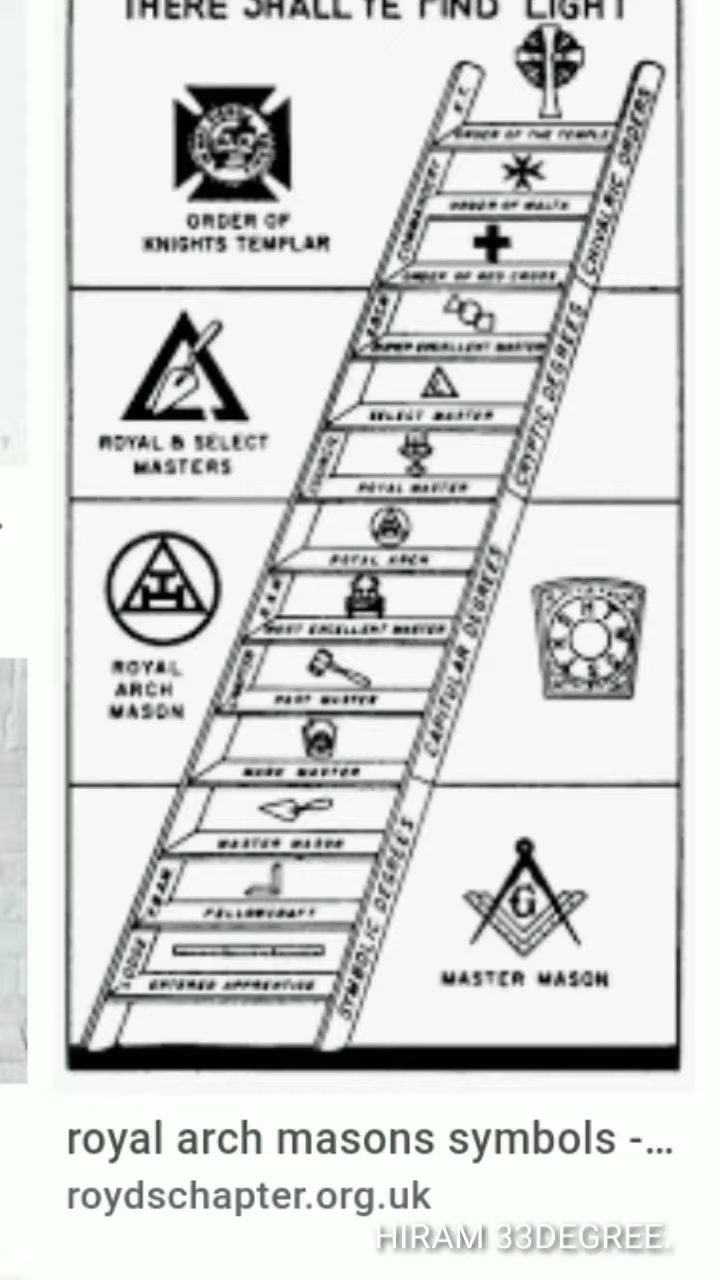 THERE SHALL YE FIND LIGHT
K.T.
ORDER OF THE TEMPLE
COMMANDERY
ORDER OF MALTA
CHIVALRIC ORDERS
ORDER OF RED CROSS
ORDER OF
KNIGHTS TEMPLAR
SUPER EXCELLENT MASTER
SELECT MASTER
COUNCIL
ROYAL MASTER
CRYPTIC DEGREES
ROYAL & SELECT
MASTERS
ROYAL ARCH
R.A.M.
MOST EXCELLENT MASTER
PAST MASTER
MARK MASTER
CAPITULAR DEGREES
ROYAL
ARCH
MASON
MASTER MASON
F.& A.M.
FELLOWCRAFT
LODGE
ENTERED APPRENTICE
SYMBOLIC DEGREES
G
MASTER MASON
royal arch masons symbols -...
roydschapter.org.uk
HIRAM 33DEGREE.